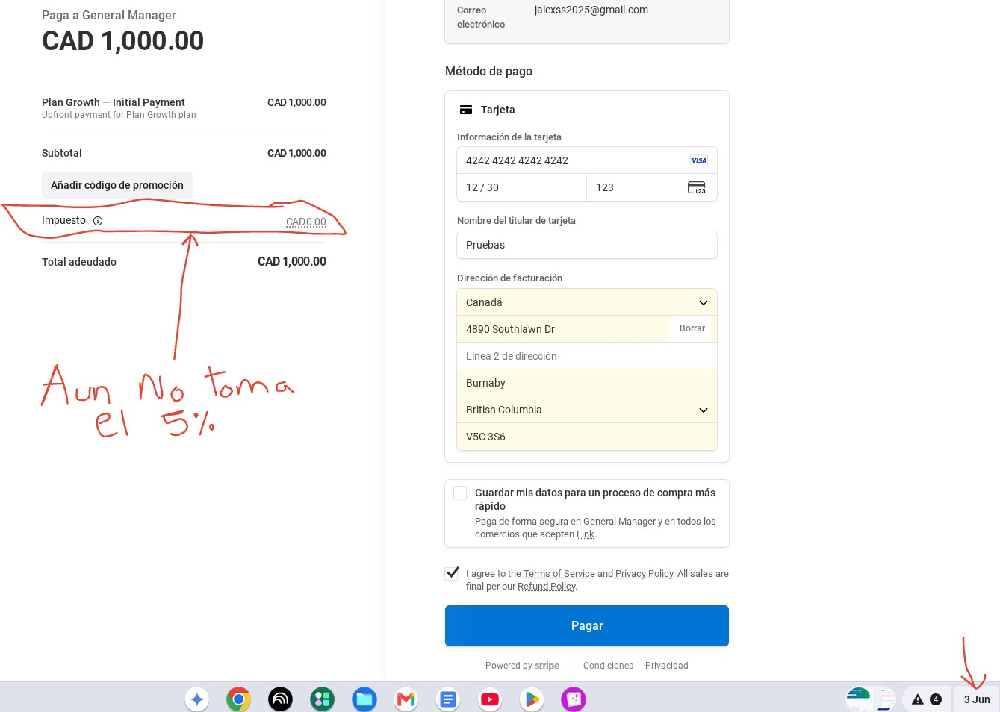 Paga a General Manager
CAD 1,000.00
Plan Growth — Initial Payment CAD 1,000.00
Upfront payment for Plan Growth plan
Subtotal CAD 1,000.00
Añadir código de promoción
Impuesto CAD0.00
Total adeudado CAD 1,000.00
Aun No toma
el 5%
Correo electrónico jalexss2025@gmail.com
Método de pago
Tarjeta
Información de la tarjeta
4242 4242 4242 4242 VISA
12 / 30 123 123
Nombre del titular de tarjeta
Pruebas
Dirección de facturación
Canadá
4890 Southlawn Dr Borrar
Línea 2 de dirección
Burnaby
British Columbia
V5C 3S6
Guardar mis datos para un proceso de compra más
rápido
Paga de forma segura en General Manager y en todos los
comercios que acepten Link.
I agree to the Terms of Service and Privacy Policy. All sales are
final per our Refund Policy.
Pagar
Powered by stripe Condiciones Privacidad
4 3 Jun